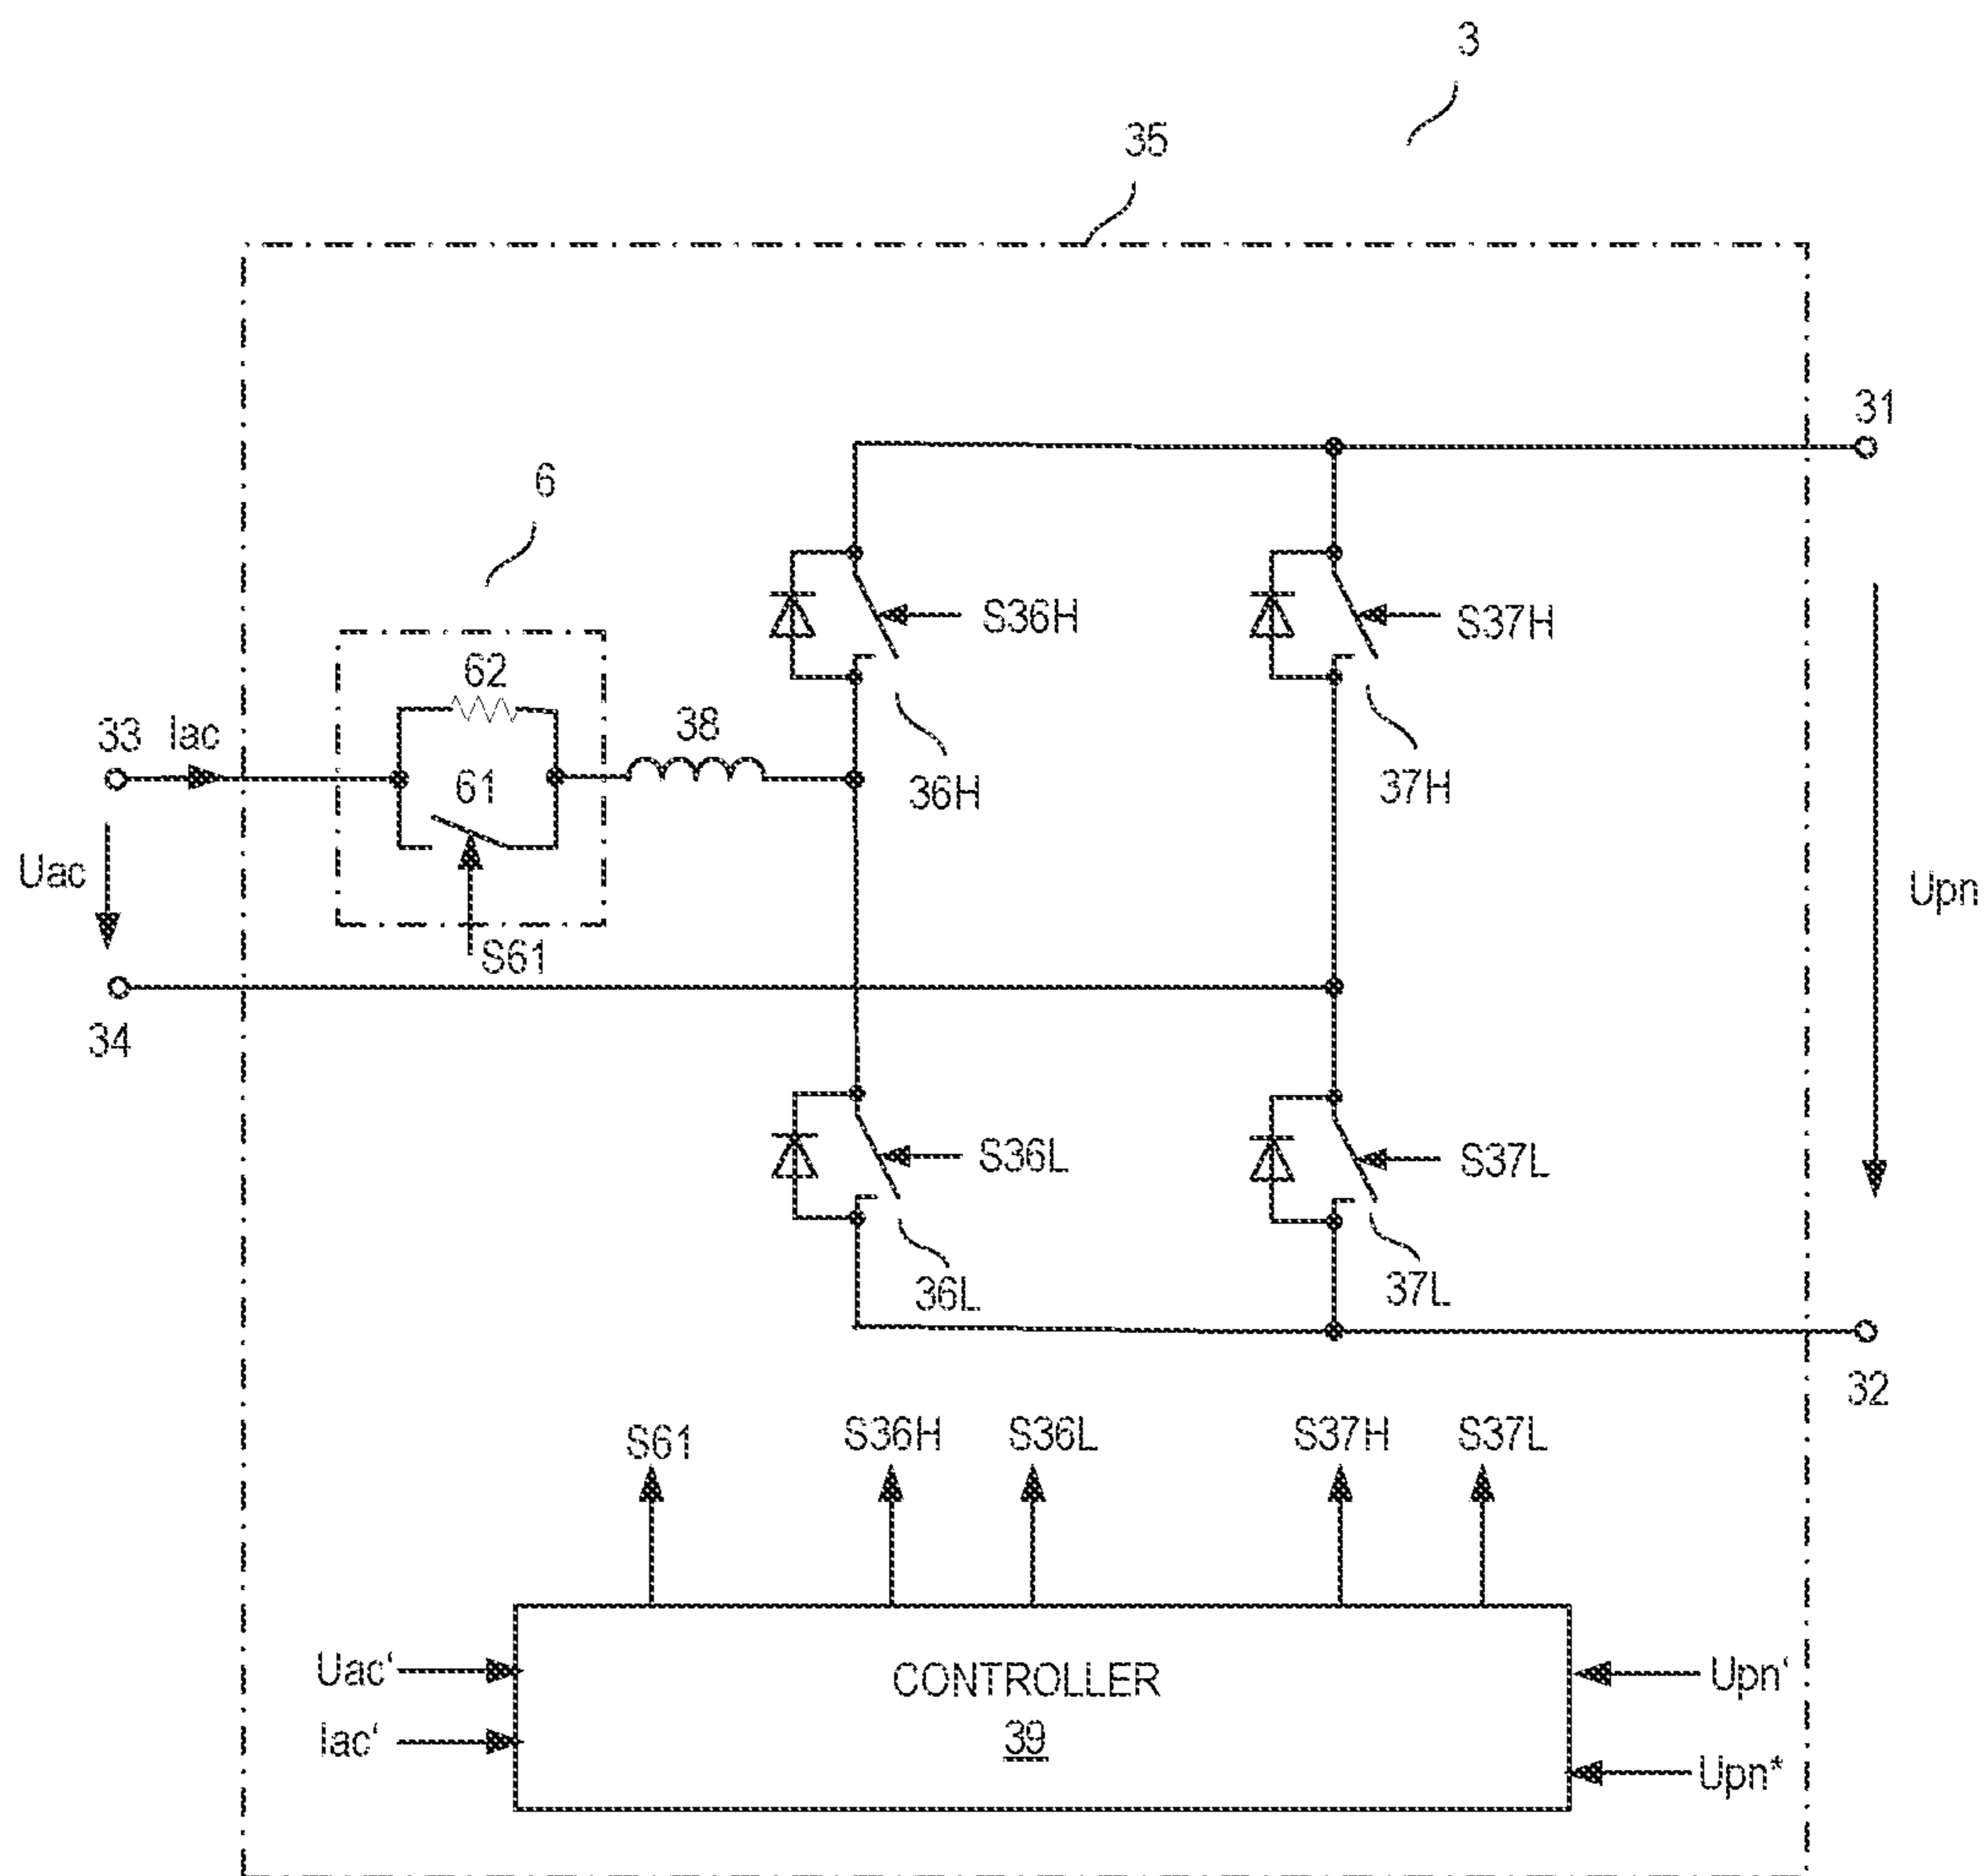 3
35
31
6
62
S36H
S37H
33
Iac
38
61
36H
37H
Uac
Upn
S61
34
S36L
S37L
36L
37L
32
S61
S36H
S36L
S37H
S37L
Uac‘
CONTROLLER
Upn‘
Iac‘
39
Upn*